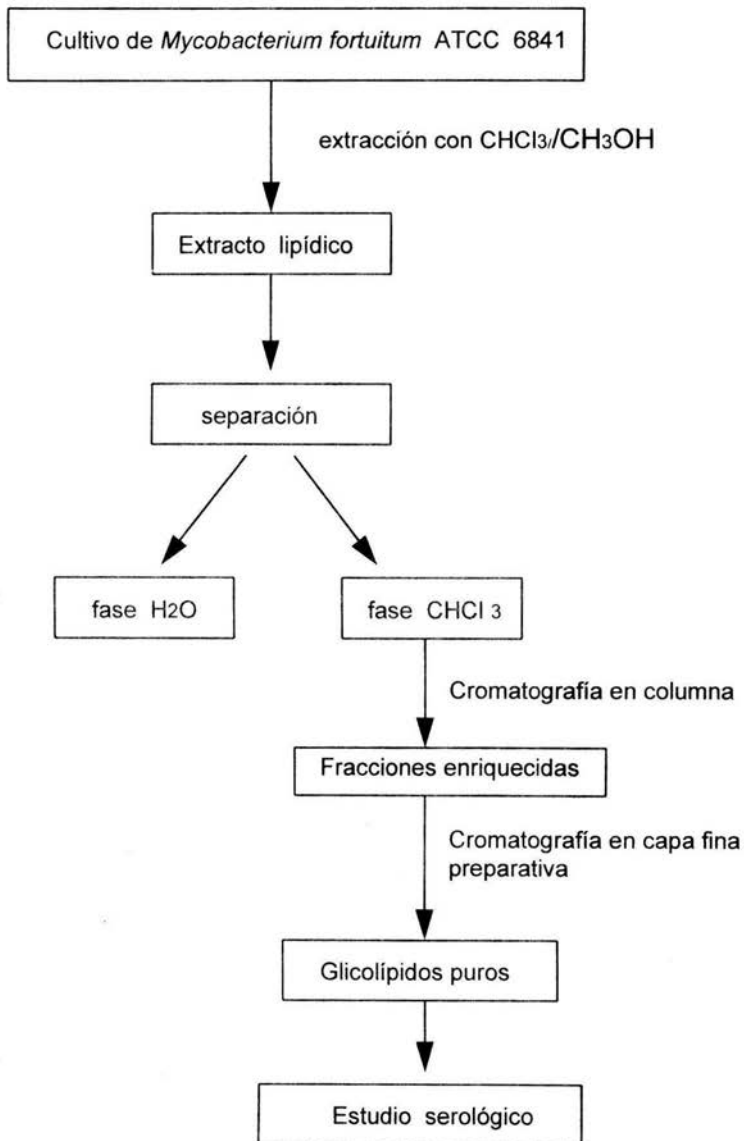 Cultivo de Mycobacterium fortuitum ATCC 6841
extracción con CHCl3//CH3OH
Extracto lipídico
separación
fase H2O
fase CHCl 3
Cromatografía en columna
Fracciones enriquecidas
Cromatografía en capa fina
preparativa
Glicolípidos puros
Estudio serológico